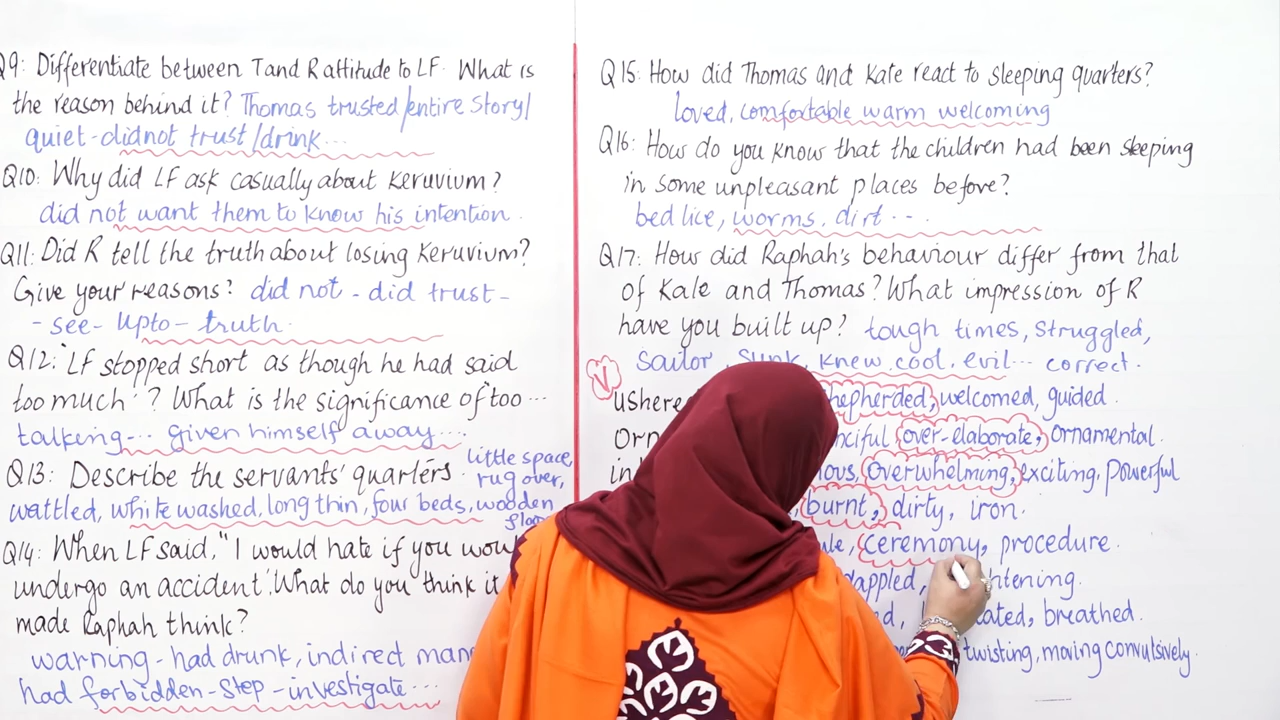 Q9: Differentiate between T and R attitude to LF. What is
the reason behind it? Thomas trusted/entire story/
quiet - didnot trust /drink ...
Q10: Why did LF ask casually about Keruvium?
did not want them to know his intention.
Q11: Did R tell the truth about losing Keruvium?
Give your reasons? did not - did trust -
- see - upto - truth.
Q12: 'LF stopped short as though he had said
too much'? What is the significance of too ...
talking ... given himself away ...
Q13: Describe the servants' quarters. little space,
rug over,
wattled, white washed, long thin, four beds, wooden
Q14: When LF said, "I would hate if you
undergo an accident'. What do you think it
made Raphah think?
warning - had drunk, indirect
had forbidden - step - investigate ...
Q15: How did Thomas and Kate react to sleeping quarters?
loved, comfortable warm welcoming
Q16: How do you know that the children had been sleeping
in some unpleasant places before?
bed lice, worms, dirt ...
Q17: How did Raphah's behaviour differ from that
of Kate and Thomas? What impression of R
have you built up? tough times, struggled,
sailor, sunk, knew cool, evil ... correct.
V
welcomed, guided.
over-elaborate, ornamental.
overwhelming, exciting, powerful
burnt, dirty, iron.
ceremony, procedure.
dappled,
breathed.
twisting, moving convulsively.